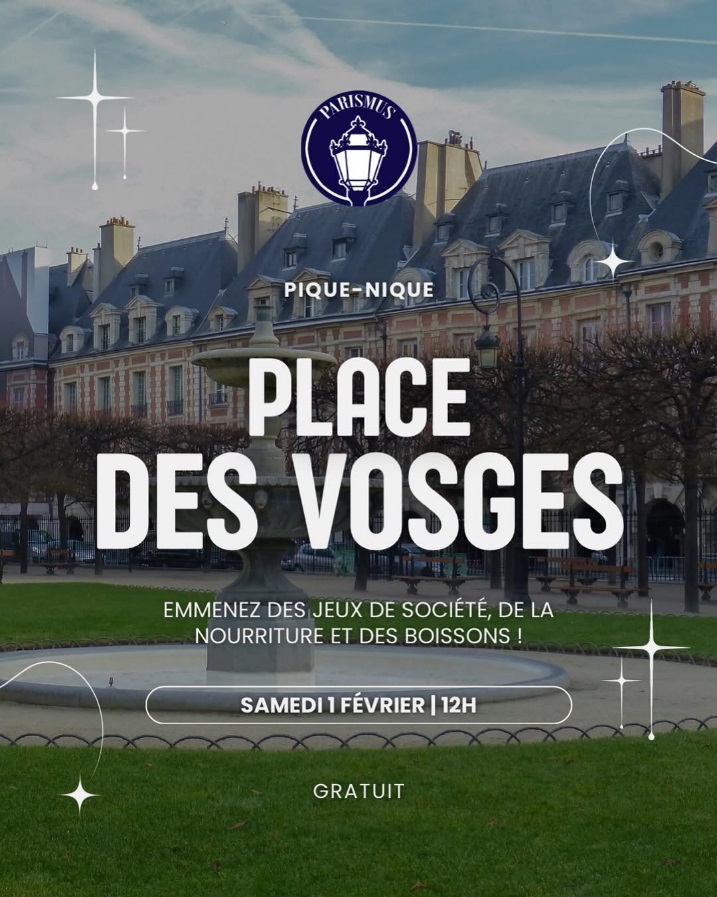 PARISMUS
PIQUE-NIQUE
PLACE
DES VOSGES
EMMENEZ DES JEUX DE SOCIÉTÉ, DE LA
NOURRITURE ET DES BOISSONS !
SAMEDI 1 FÉVRIER | 12H
GRATUIT